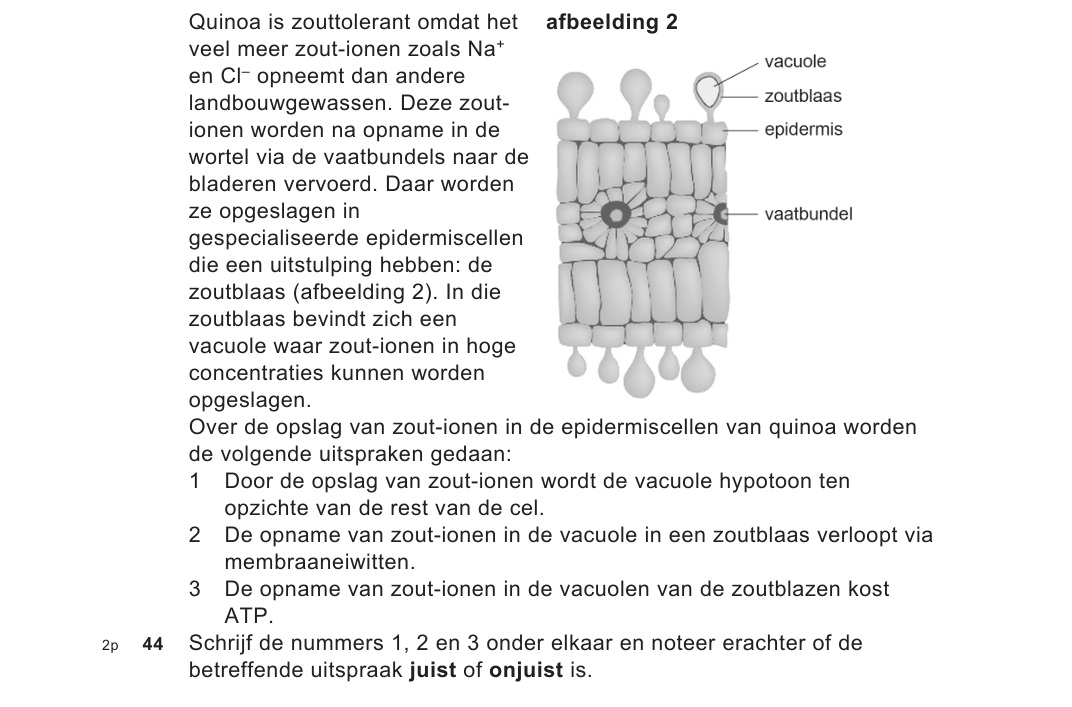 Quinoa is zouttolerant omdat het
veel meer zout-ionen zoals Na⁺
en Cl⁻ opneemt dan andere
landbouwgewassen. Deze zout-
ionen worden na opname in de
wortel via de vaatbundels naar de
bladeren vervoerd. Daar worden
ze opgeslagen in
gespecialiseerde epidermiscellen
die een uitstulping hebben: de
zoutblaas (afbeelding 2). In die
zoutblaas bevindt zich een
vacuole waar zout-ionen in hoge
concentraties kunnen worden
opgeslagen.
afbeelding 2
vacuole
zoutblaas
epidermis
vaatbundel
Over de opslag van zout-ionen in de epidermiscellen van quinoa worden
de volgende uitspraken gedaan:
1 Door de opslag van zout-ionen wordt de vacuole hypotoon ten
opzichte van de rest van de cel.
2 De opname van zout-ionen in de vacuole in een zoutblaas verloopt via
membraaneiwitten.
3 De opname van zout-ionen in de vacuolen van de zoutblazen kost
ATP.
2p 44 Schrijf de nummers 1, 2 en 3 onder elkaar en noteer erachter of de
betreffende uitspraak juist of onjuist is.